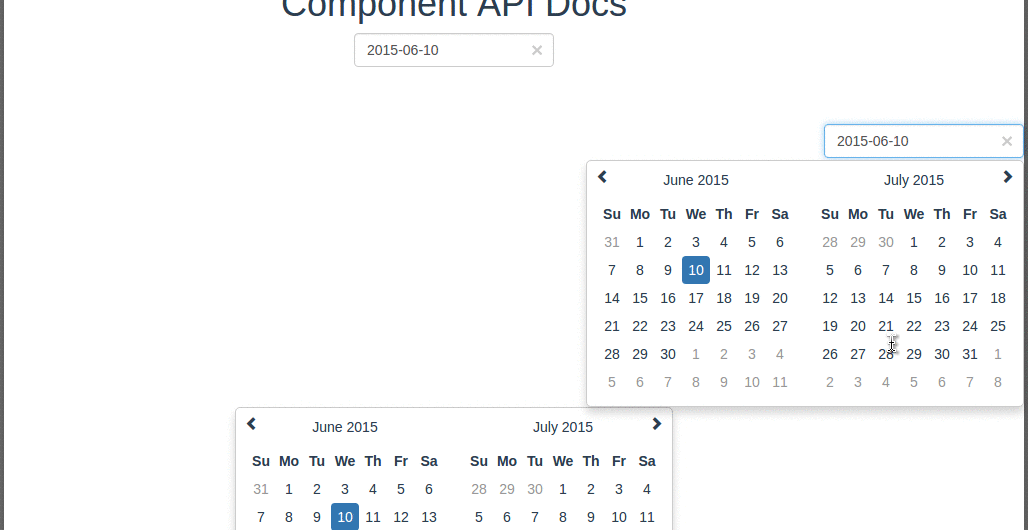 Component API Docs
2015-06-10 ×
2015-06-10 ×
June 2015 July 2015
Su Mo Tu We Th Fr Sa Su Mo Tu We Th Fr Sa
31 1 2 3 4 5 6 28 29 30 1 2 3 4
7 8 9 10 11 12 13 5 6 7 8 9 10 11
14 15 16 17 18 19 20 12 13 14 15 16 17 18
21 22 23 24 25 26 27 19 20 21 22 23 24 25
28 29 30 1 2 3 4 26 27 28 29 30 31 1
5 6 7 8 9 10 11 2 3 4 5 6 7 8
June 2015 July 2015
Su Mo Tu We Th Fr Sa Su Mo Tu We Th Fr Sa
31 1 2 3 4 5 6 28 29 30 1 2 3 4
7 8 9 10 11 12 13 5 6 7 8 9 10 11